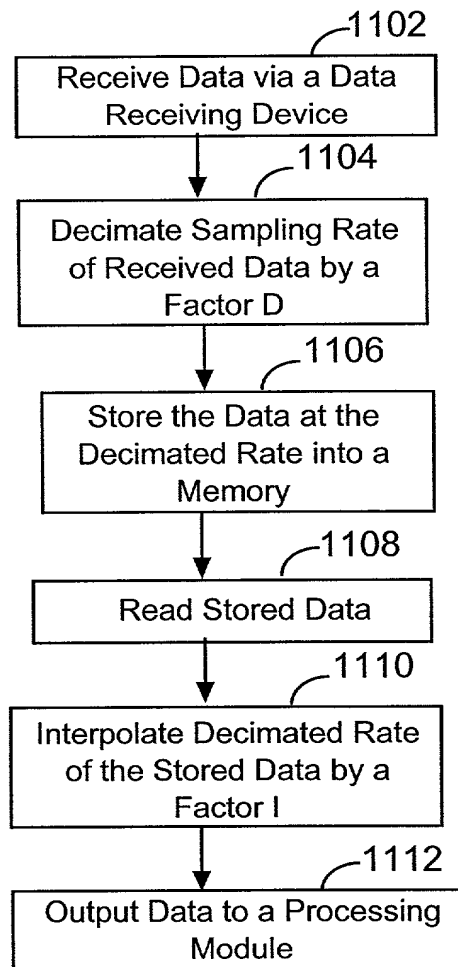 1102
Receive Data via a Data
Receiving Device
1104
Decimate Sampling Rate
of Received Data by a
Factor D
1106
Store the Data at the
Decimated Rate into a
Memory
1108
Read Stored Data
1110
Interpolate Decimated Rate
of the Stored Data by a
Factor I
1112
Output Data to a Processing
Module